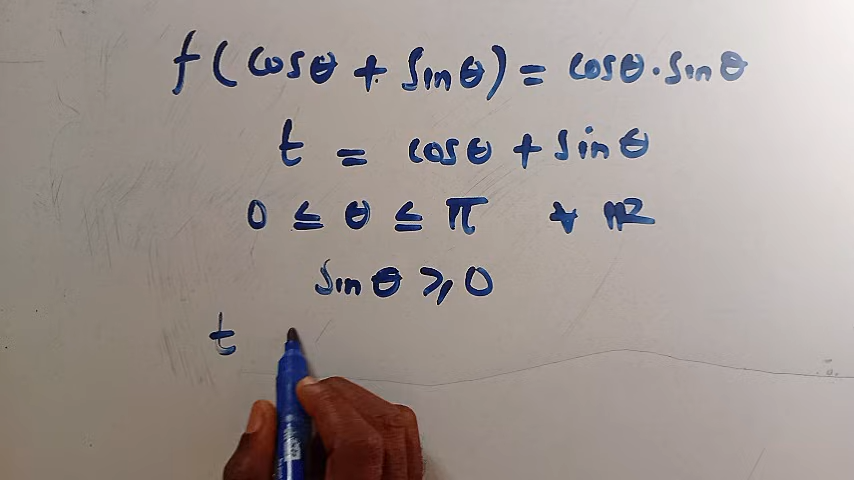 f(cosθ + sinθ) = cosθ·sinθ
t = cosθ + sinθ
0 ≤ θ ≤ π ∀ ℝ
sinθ ≥ 0
t